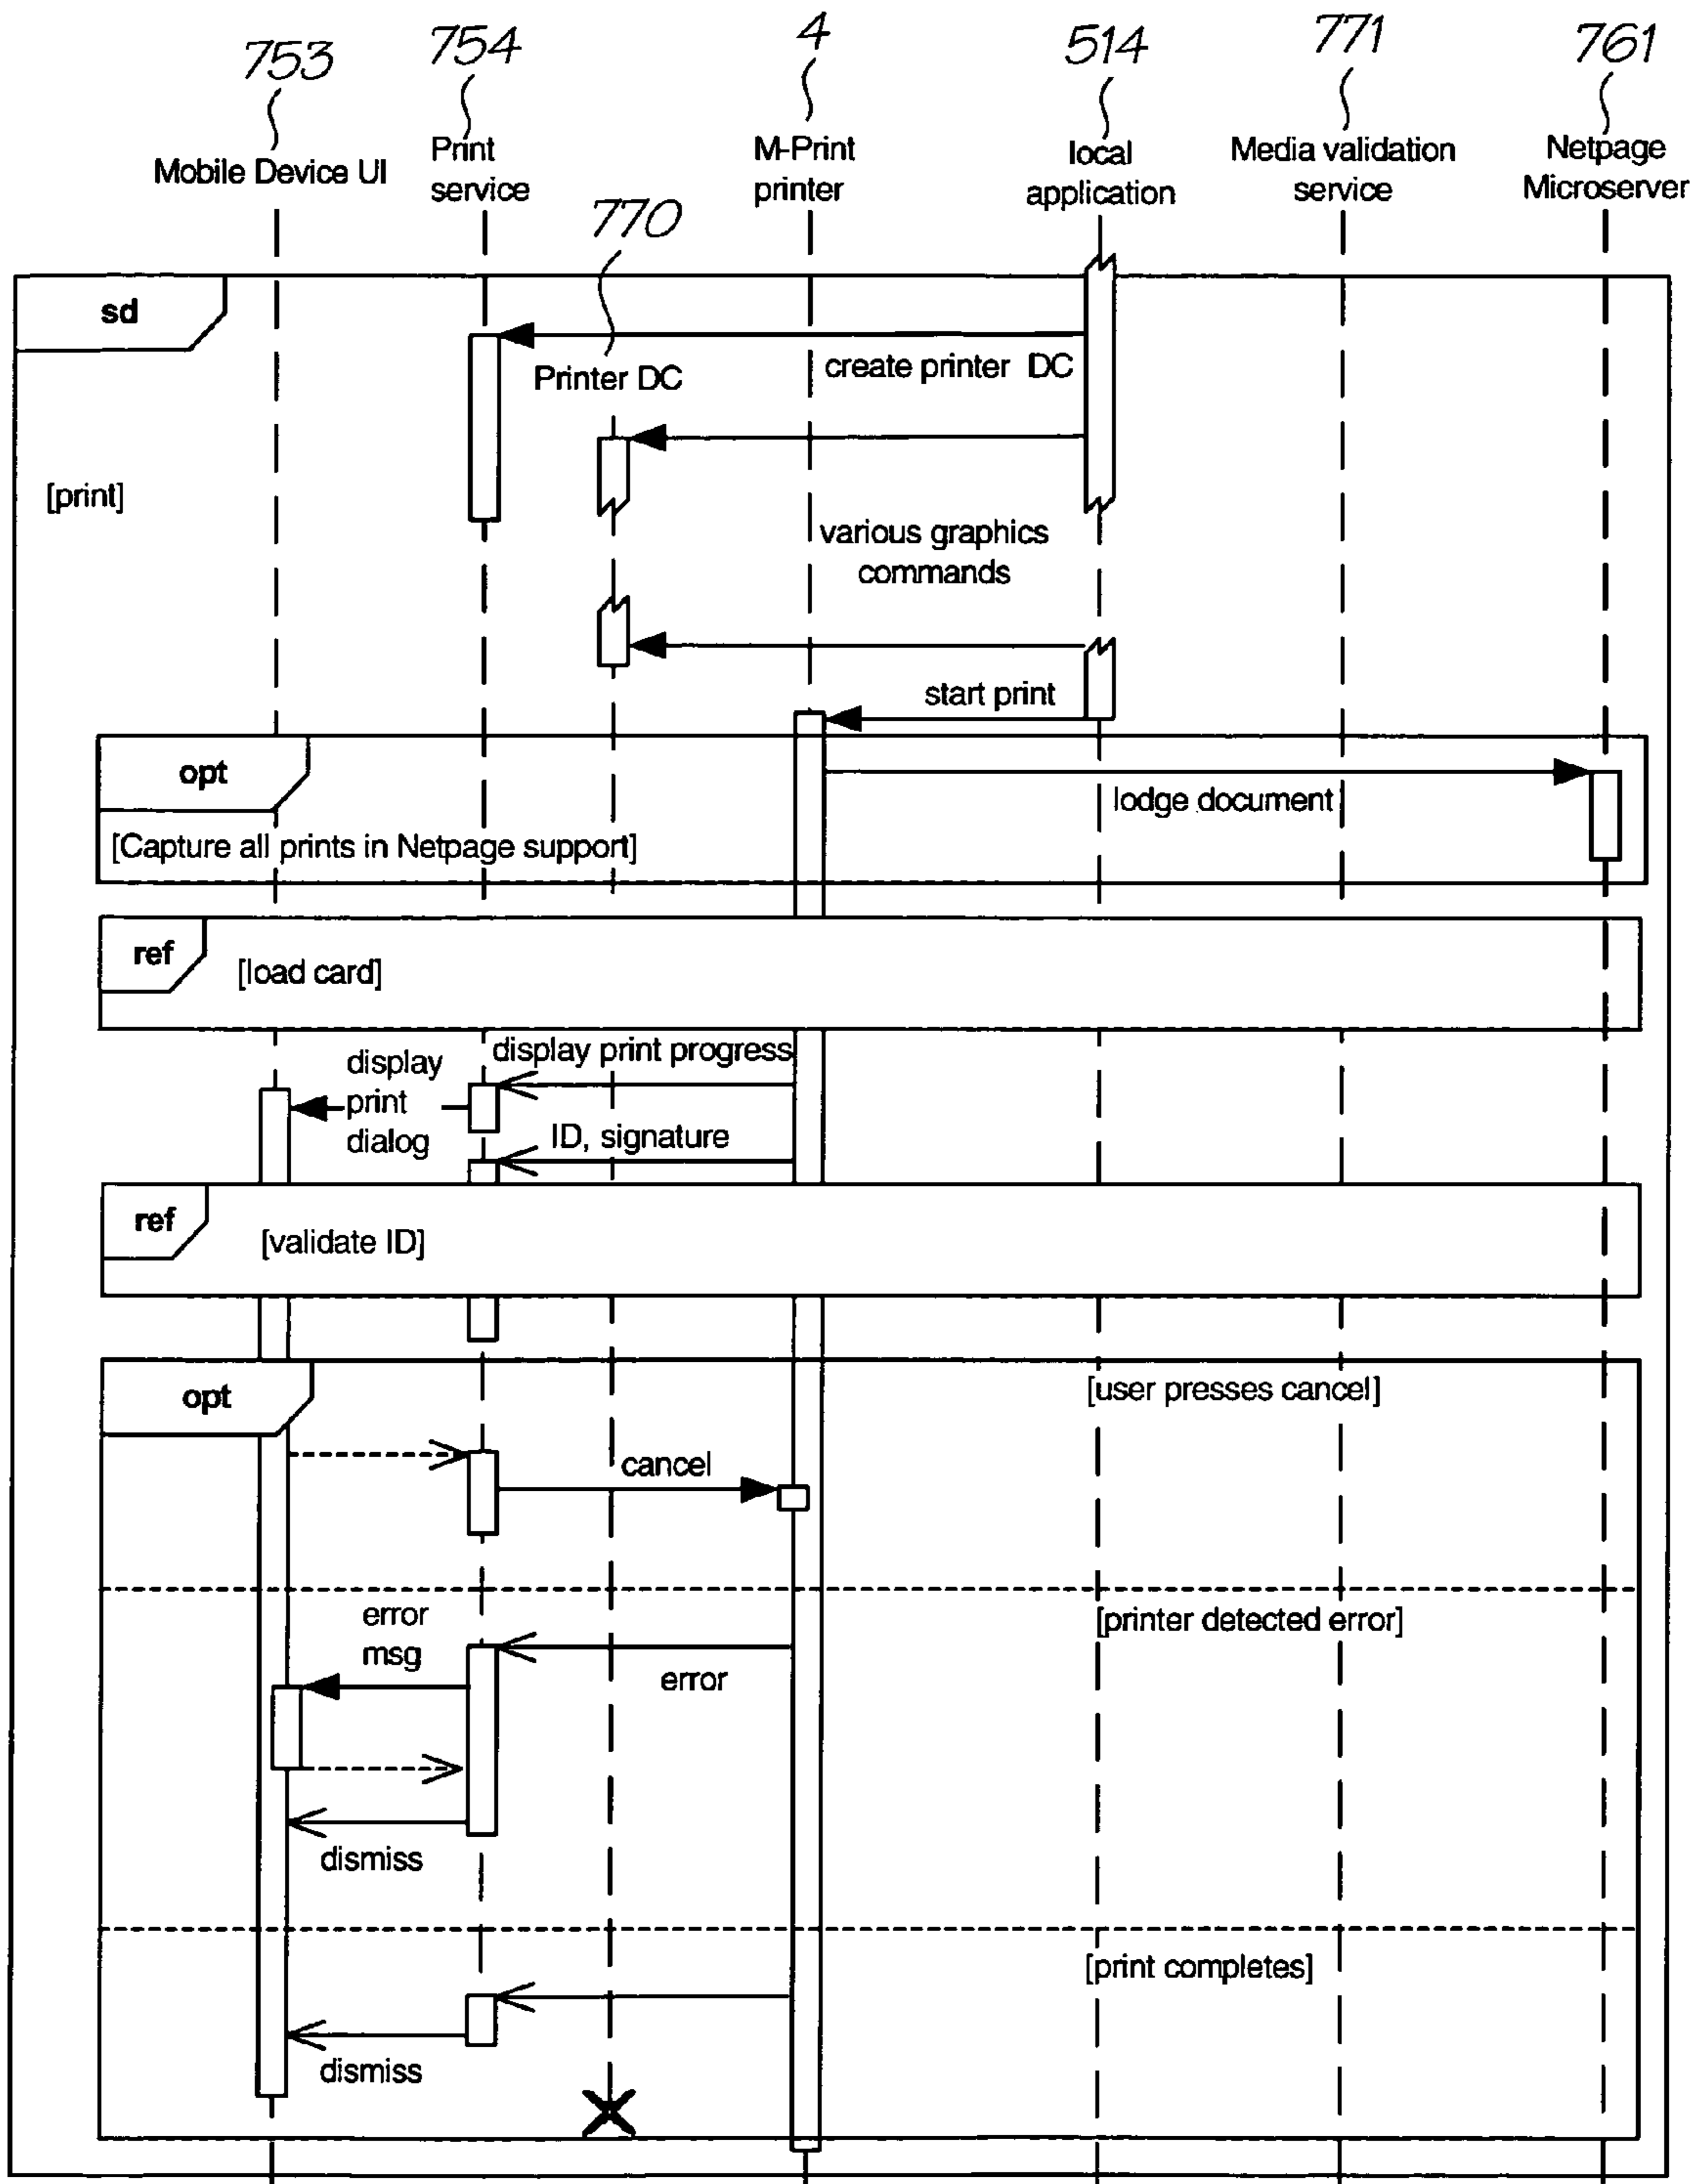 753
754
4
514
771
761
Mobile Device UI
Print
service
M-Print
printer
local
application
Media validation
service
Netpage
Microserver
770
sd
Printer DC
create printer DC
[print]
various graphics
commands
start print
opt
lodge document
[Capture all prints in Netpage support]
ref
[load card]
display print progress
display
print
dialog
ID, signature
ref
[validate ID]
opt
[user presses cancel]
cancel
[printer detected error]
error
msg
error
dismiss
[print completes]
dismiss